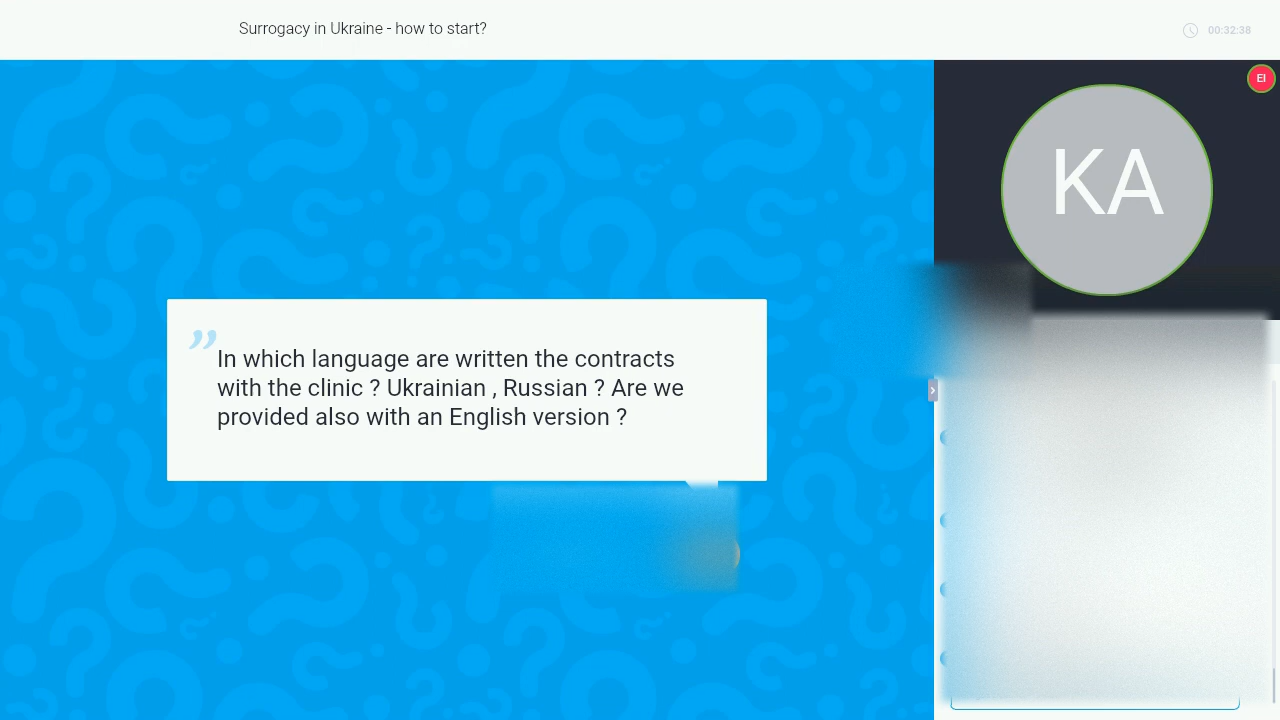 Surrogacy in Ukraine - how to start?
00:32:38
EI
KA
” In which language are written the contracts
with the clinic ? Ukrainian , Russian ? Are we
provided also with an English version ?